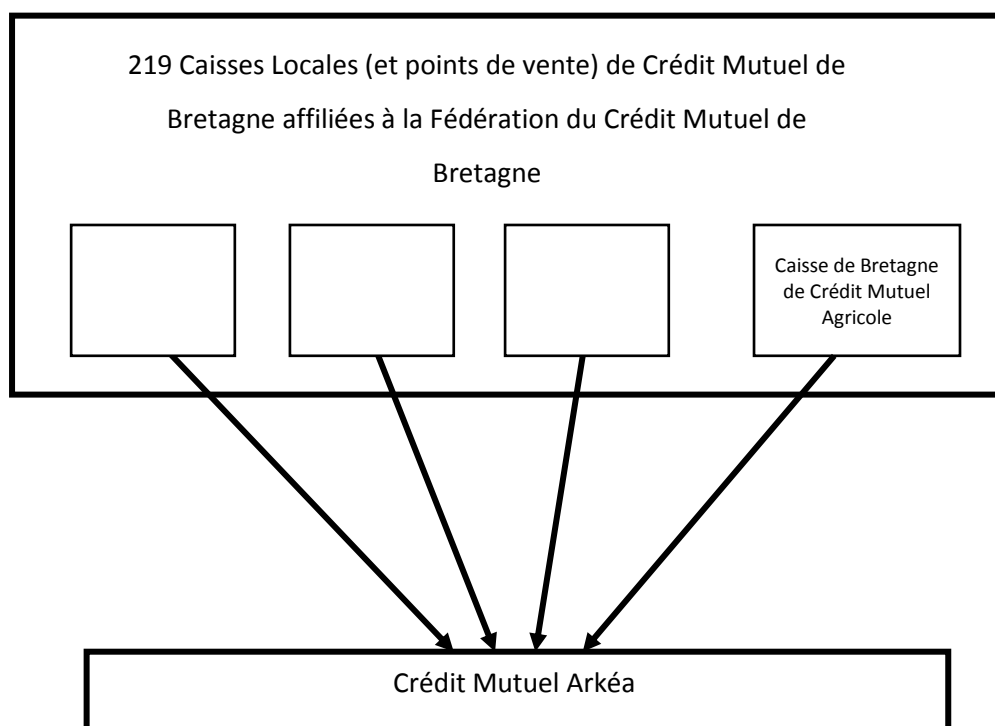 219 Caisses Locales (et points de vente) de Crédit Mutuel de
Bretagne affiliées à la Fédération du Crédit Mutuel de
Bretagne
Caisse de Bretagne
de Crédit Mutuel
Agricole
Crédit Mutuel Arkéa